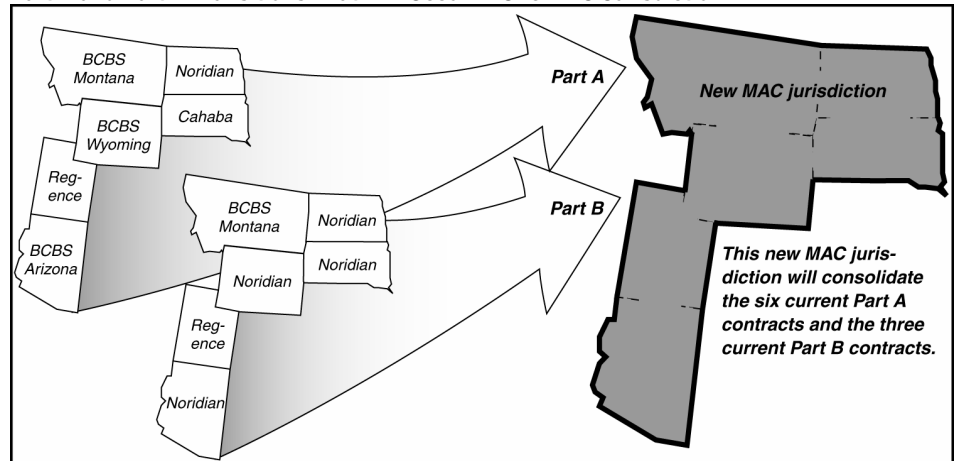 BCBS
Montana
Noridian
BCBS
Wyoming
Cahaba
Reg-
ence
BCBS
Arizona
Part A
BCBS
Montana
Noridian
Noridian
Noridian
Reg-
ence
Noridian
Part B
New MAC jurisdiction
This new MAC juris-
diction will consolidate
the six current Part A
contracts and the three
current Part B contracts.